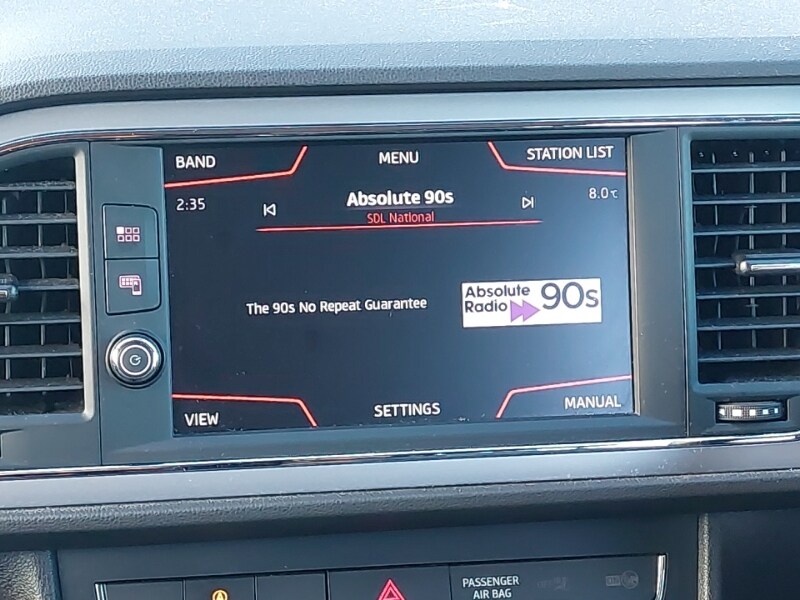 BAND MENU STATION LIST
2:35 Absolute 90s 8.0°C
SDL National
The 90s No Repeat Guarantee
Absolute
Radio 90s
VIEW SETTINGS MANUAL
PASSENGER
AIR BAG